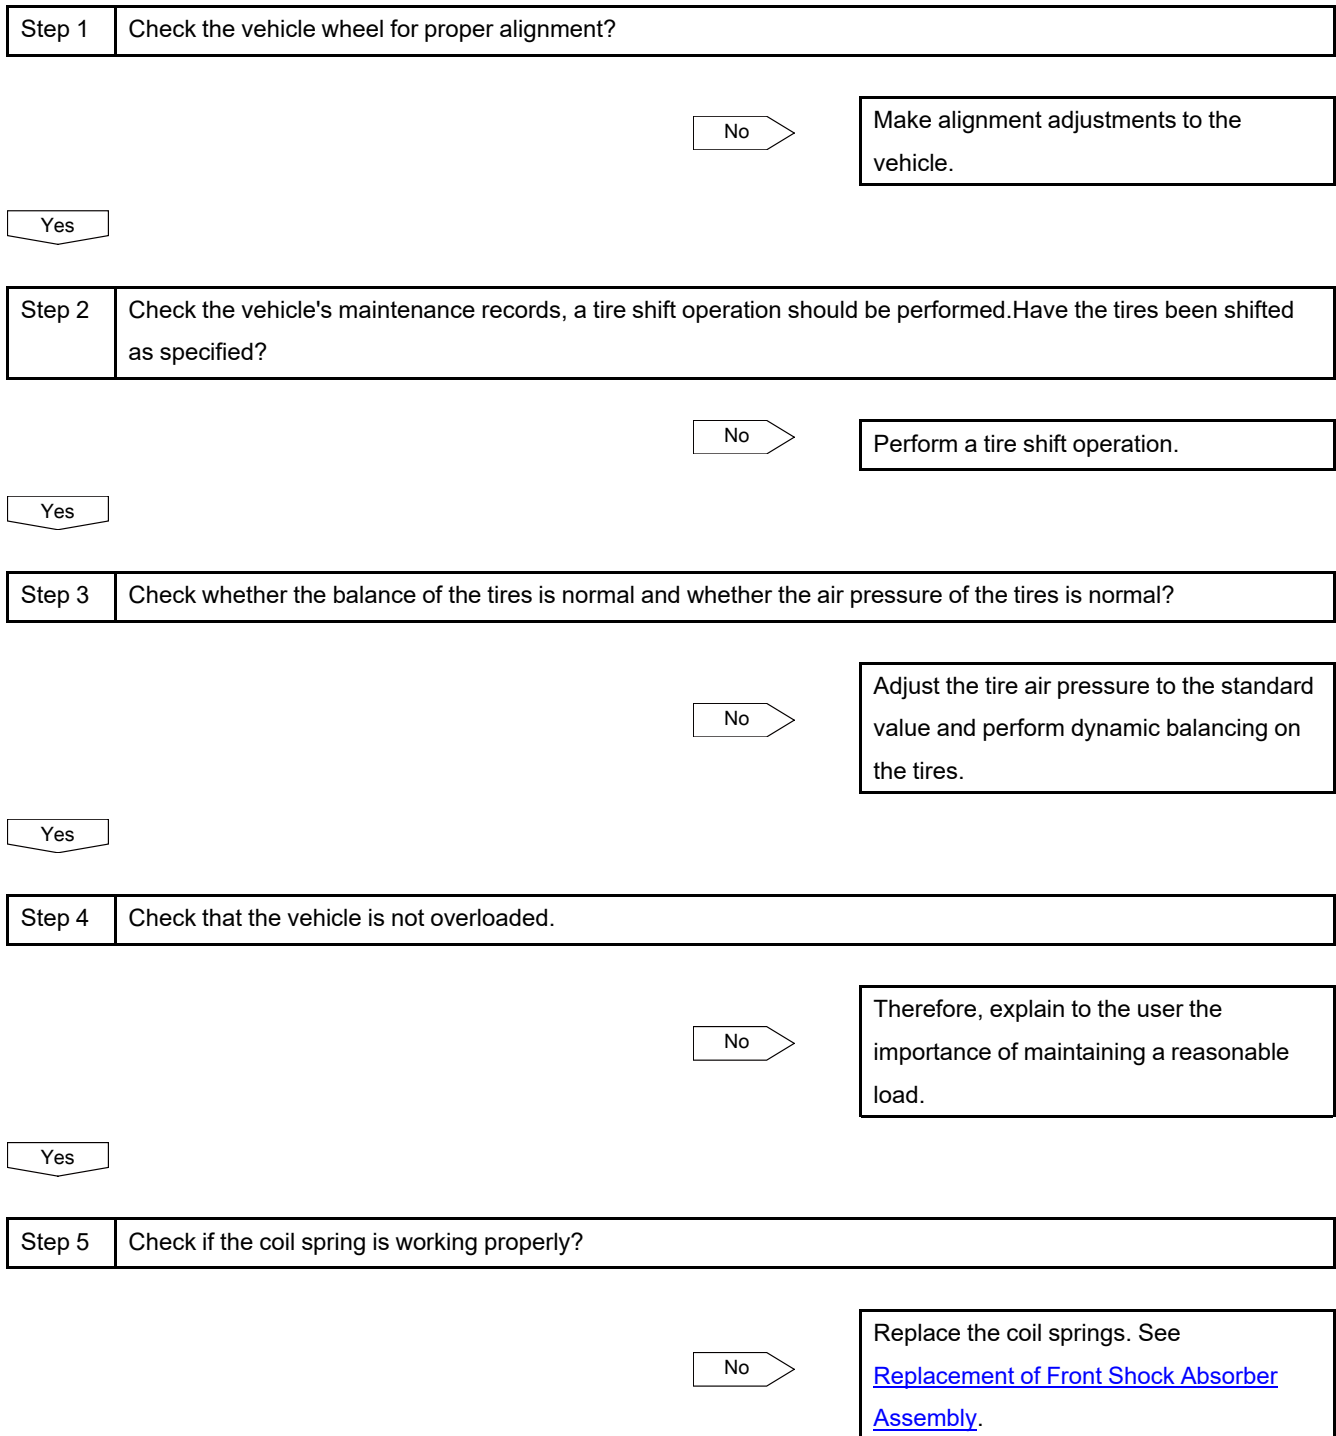 Step 1 Check the vehicle wheel for proper alignment?
No
Make alignment adjustments to the
vehicle.
Yes
Step 2 Check the vehicle's maintenance records, a tire shift operation should be performed.Have the tires been shifted
as specified?
No
Perform a tire shift operation.
Yes
Step 3 Check whether the balance of the tires is normal and whether the air pressure of the tires is normal?
No
Adjust the tire air pressure to the standard
value and perform dynamic balancing on
the tires.
Yes
Step 4 Check that the vehicle is not overloaded.
No
Therefore, explain to the user the
importance of maintaining a reasonable
load.
Yes
Step 5 Check if the coil spring is working properly?
No
Replace the coil springs. See
Replacement of Front Shock Absorber
Assembly.